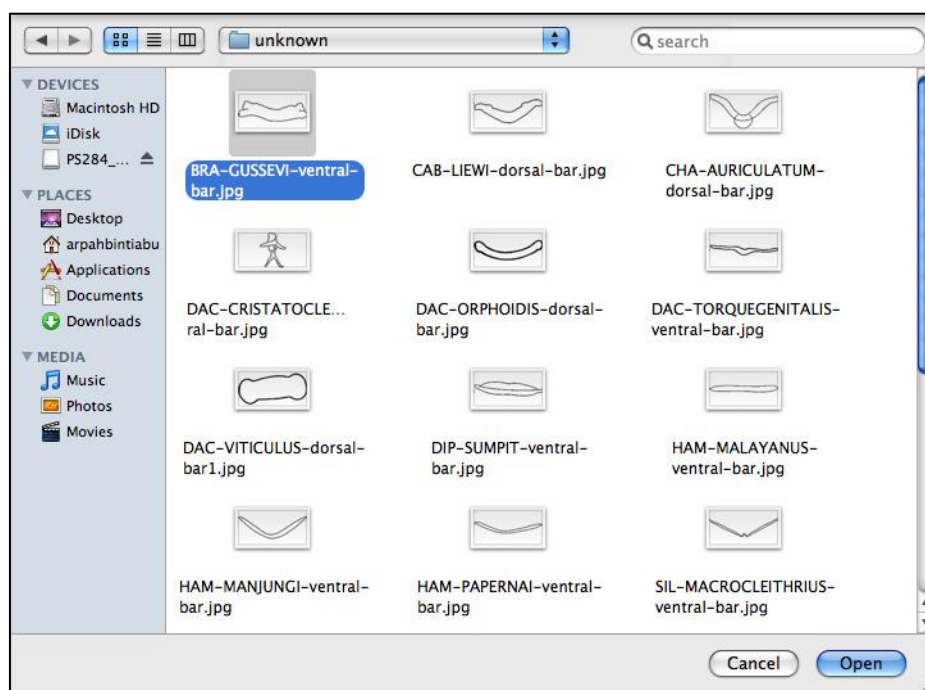 unknown
search
DEVICES
Macintosh HD
iDisk
PS284_...
PLACES
Desktop
arpahbintiabu
Applications
Documents
Downloads
MEDIA
Music
Photos
Movies
BRA-GUSSEVI-ventral-
bar.jpg
CAB-LIEWI-dorsal-bar.jpg
CHA-AURICULATUM-
dorsal-bar.jpg
DAC-CRISTATOCLE...
ral-bar.jpg
DAC-ORPHOIDIS-dorsal-
bar.jpg
DAC-TORQUEGENITALIS-
ventral-bar.jpg
DAC-VITICULUS-dorsal-
bar1.jpg
DIP-SUMPIT-ventral-
bar.jpg
HAM-MALAYANUS-
ventral-bar.jpg
HAM-MANJUNGI-ventral-
bar.jpg
HAM-PAPERNAI-ventral-
bar.jpg
SIL-MACROCLEITHRIUS-
ventral-bar.jpg
Cancel
Open